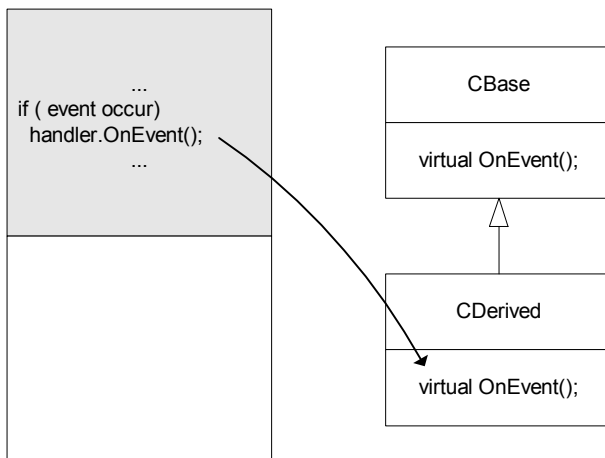 ...
if ( event occur)
handler.OnEvent();
...
CBase
virtual OnEvent();
CDerived
virtual OnEvent();